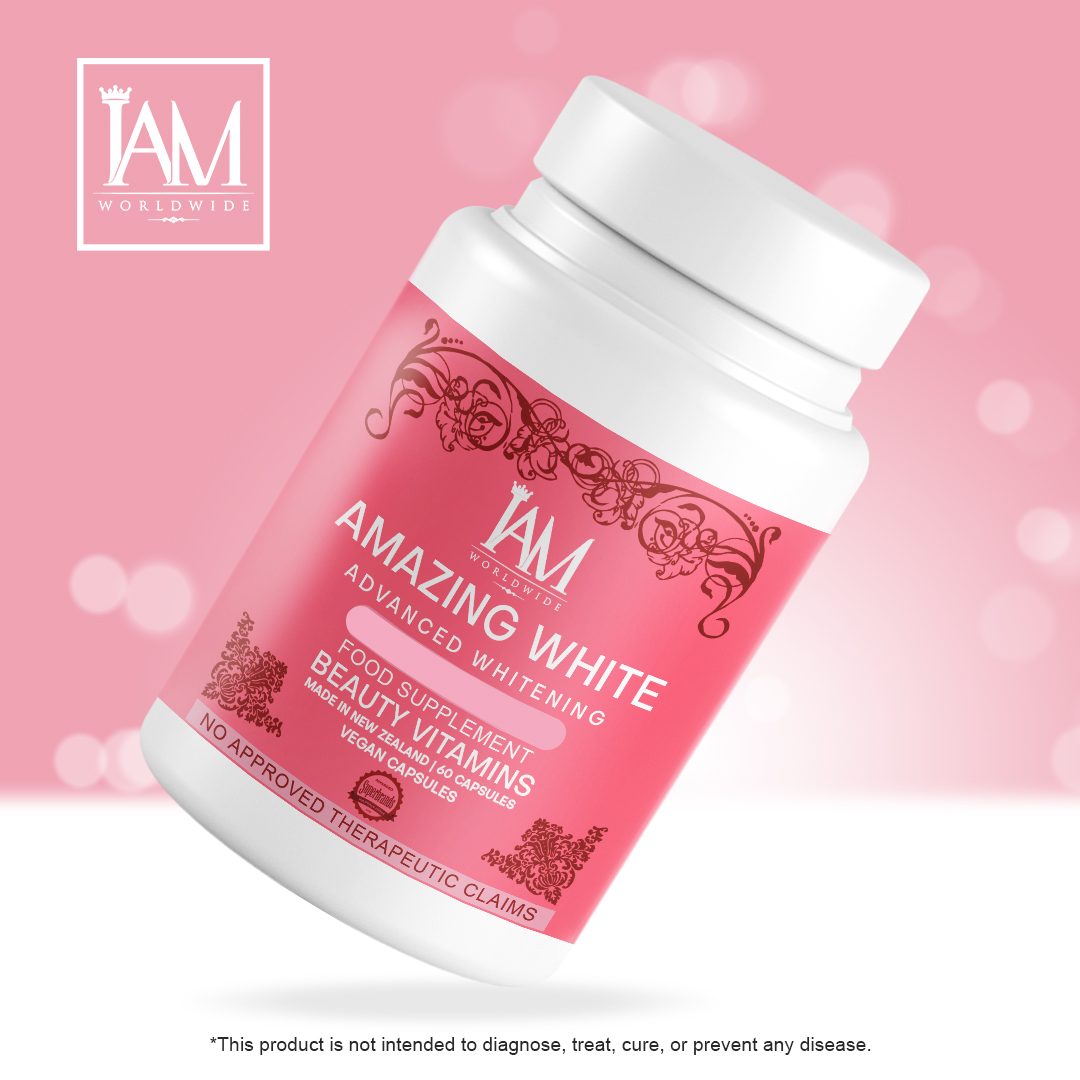 IAM
WORLDWIDE
IAM
WORLDWIDE
AMAZING WHITE
ADVANCED WHITENING
FOOD SUPPLEMENT
BEAUTY VITAMINS
MADE IN NEW ZEALAND | 60 CAPSULES
VEGAN CAPSULES
Superbrands
NO APPROVED THERAPEUTIC CLAIMS
*This product is not intended to diagnose, treat, cure, or prevent any disease.